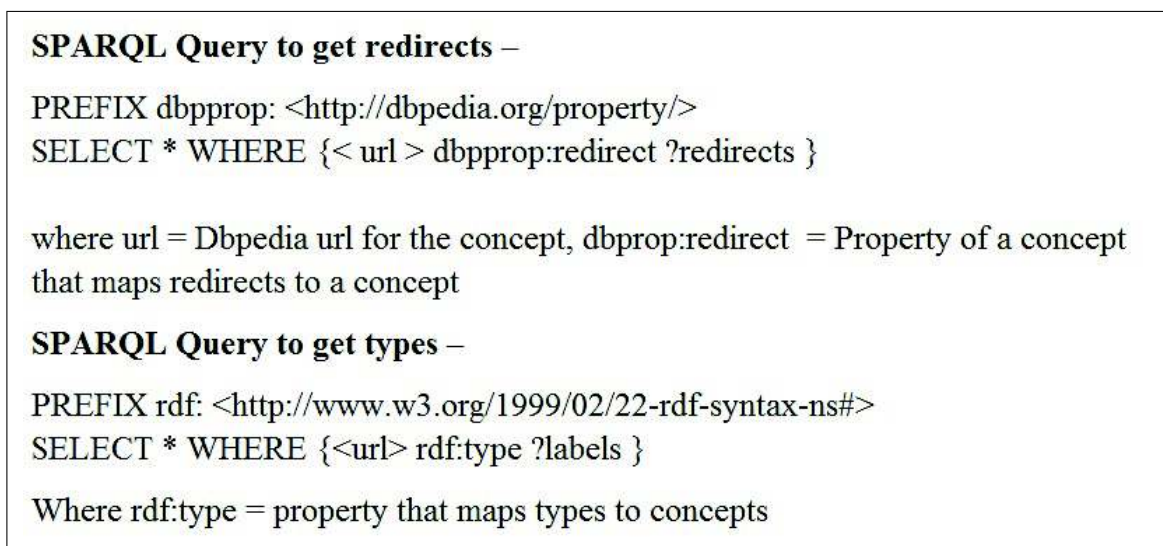 SPARQL Query to get redirects –
PREFIX dbpprop: <http://dbpedia.org/property/>
SELECT * WHERE {< url > dbpprop:redirect ?redirects }
where url = Dbpedia url for the concept, dbprop:redirect  = Property of a concept
that maps redirects to a concept
SPARQL Query to get types –
PREFIX rdf: <http://www.w3.org/1999/02/22-rdf-syntax-ns#>
SELECT * WHERE {<url> rdf:type ?labels }
Where rdf:type = property that maps types to concepts